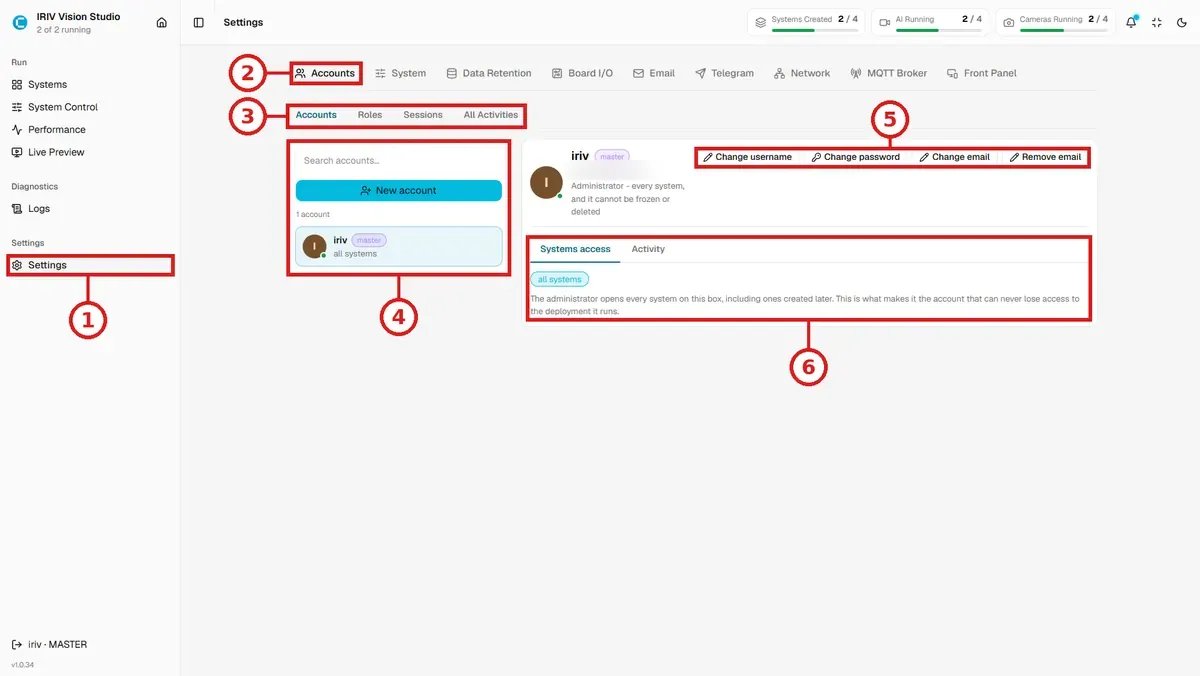 IRIV Vision Studio
2 of 2 running
Settings
Systems Created 2 / 4
AI Running 2 / 4
Cameras Running 2 / 4
Run
Systems
System Control
Performance
Live Preview
Diagnostics
Logs
Settings
Settings
1
2
Accounts
System
Data Retention
Board I/O
Email
Telegram
Network
MQTT Broker
Front Panel
3
Accounts
Roles
Sessions
All Activities
5
Search accounts...
New account
1 account
I
iriv master
all systems
4
I
iriv master
Administrator - every system,
and it cannot be frozen or
deleted
Change username
Change password
Change email
Remove email
Systems access
Activity
all systems
The administrator opens every system on this box, including ones created later. This is what makes it the account that can never lose access to
the deployment it runs.
6
iriv · MASTER
v1.0.34